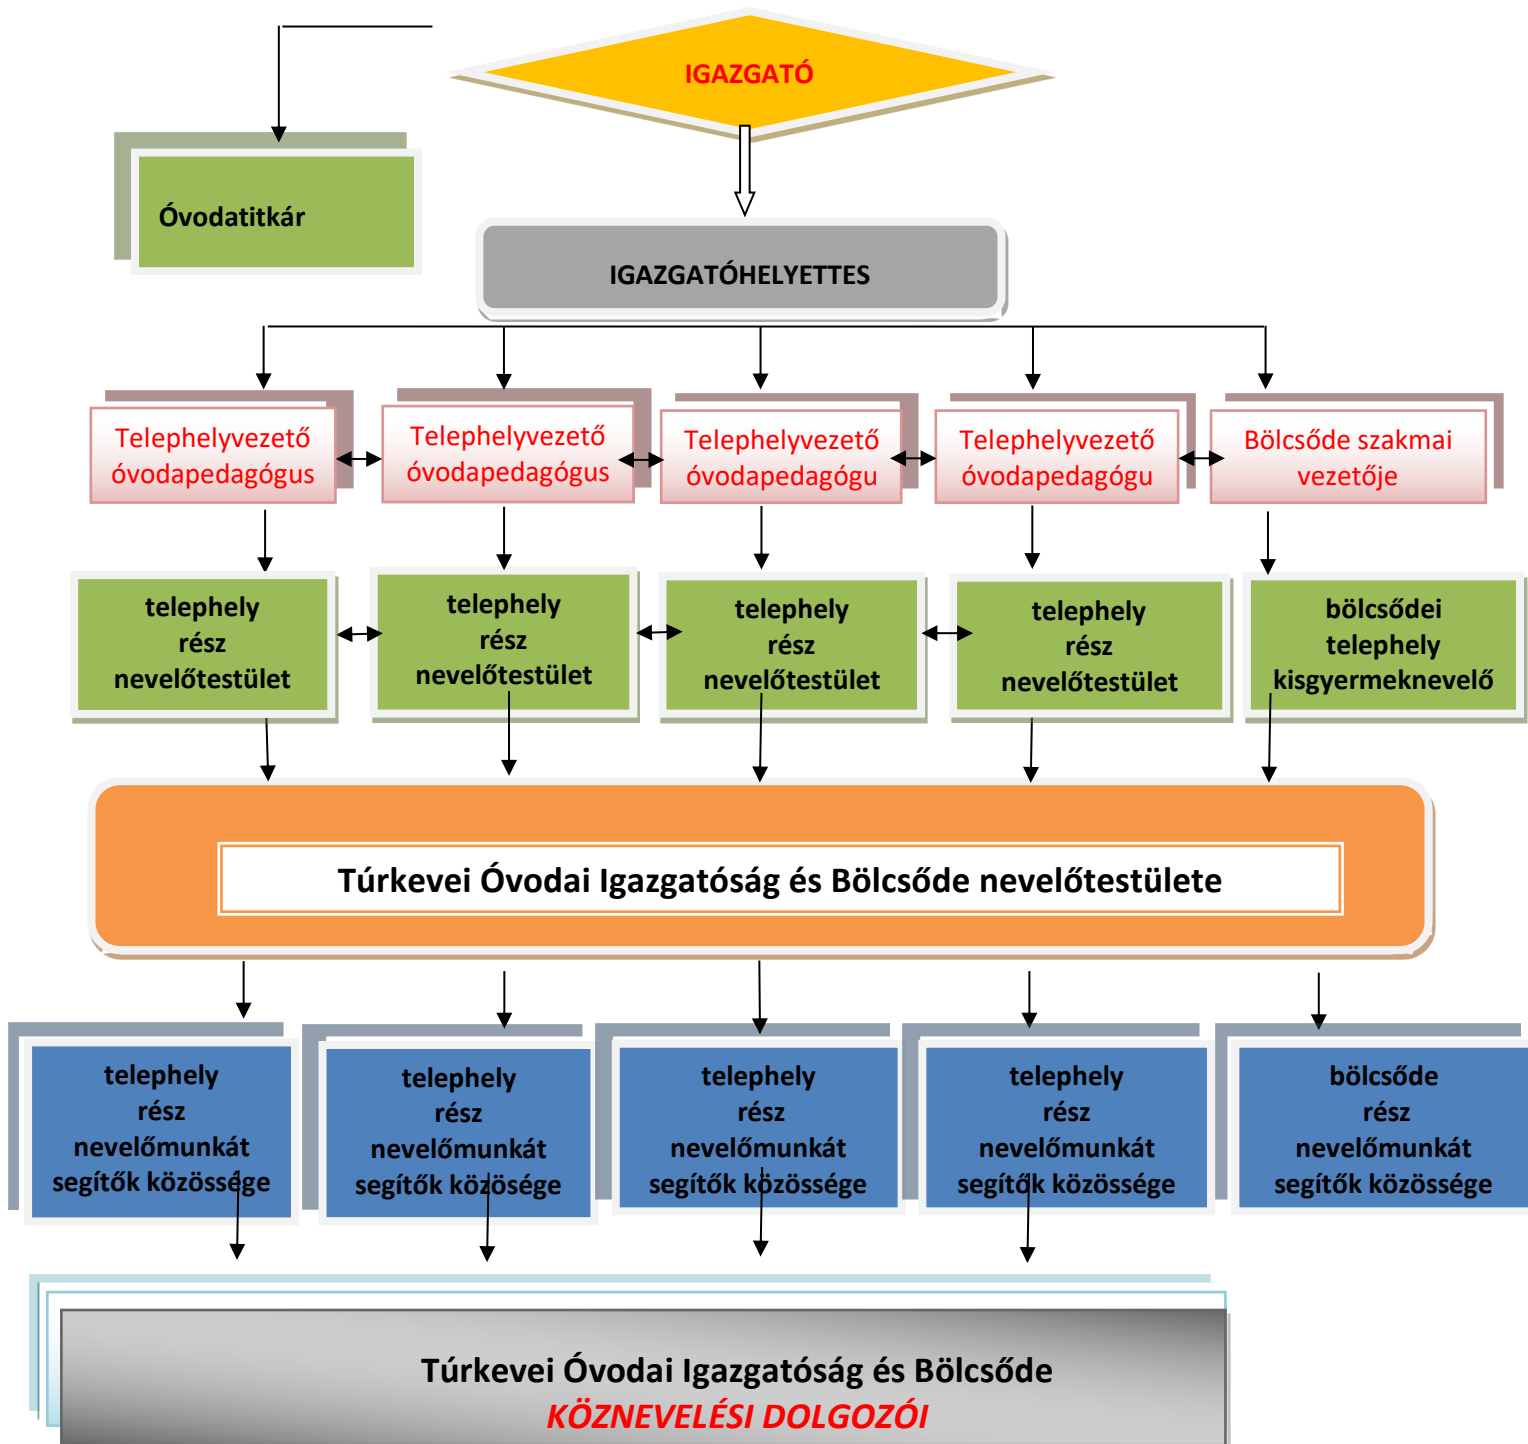 IGAZGATÓ
Óvodatitkár
IGAZGATÓHELYETTES
Telephelyvezető
óvodapedagógus
Telephelyvezető
óvodapedagógus
Telephelyvezető
óvodapedagógu
Telephelyvezető
óvodapedagógu
Bölcsőde szakmai
vezetője
telephely
rész
nevelőtestület
telephely
rész
nevelőtestület
telephely
rész
nevelőtestület
telephely
rész
nevelőtestület
bölcsődei
telephely
kisgyermeknevelő
Túrkevei Óvodai Igazgatóság és Bölcsőde nevelőtestülete
telephely
rész
nevelőmunkát
segítők közössége
telephely
rész
nevelőmunkát
segítők közösége
telephely
rész
nevelőmunkát
segítők közössége
telephely
rész
nevelőmunkát
segítők közössége
bölcsőde
rész
nevelőmunkát
segítők közössége
Túrkevei Óvodai Igazgatóság és Bölcsőde
KÖZNEVELÉSI DOLGOZÓI